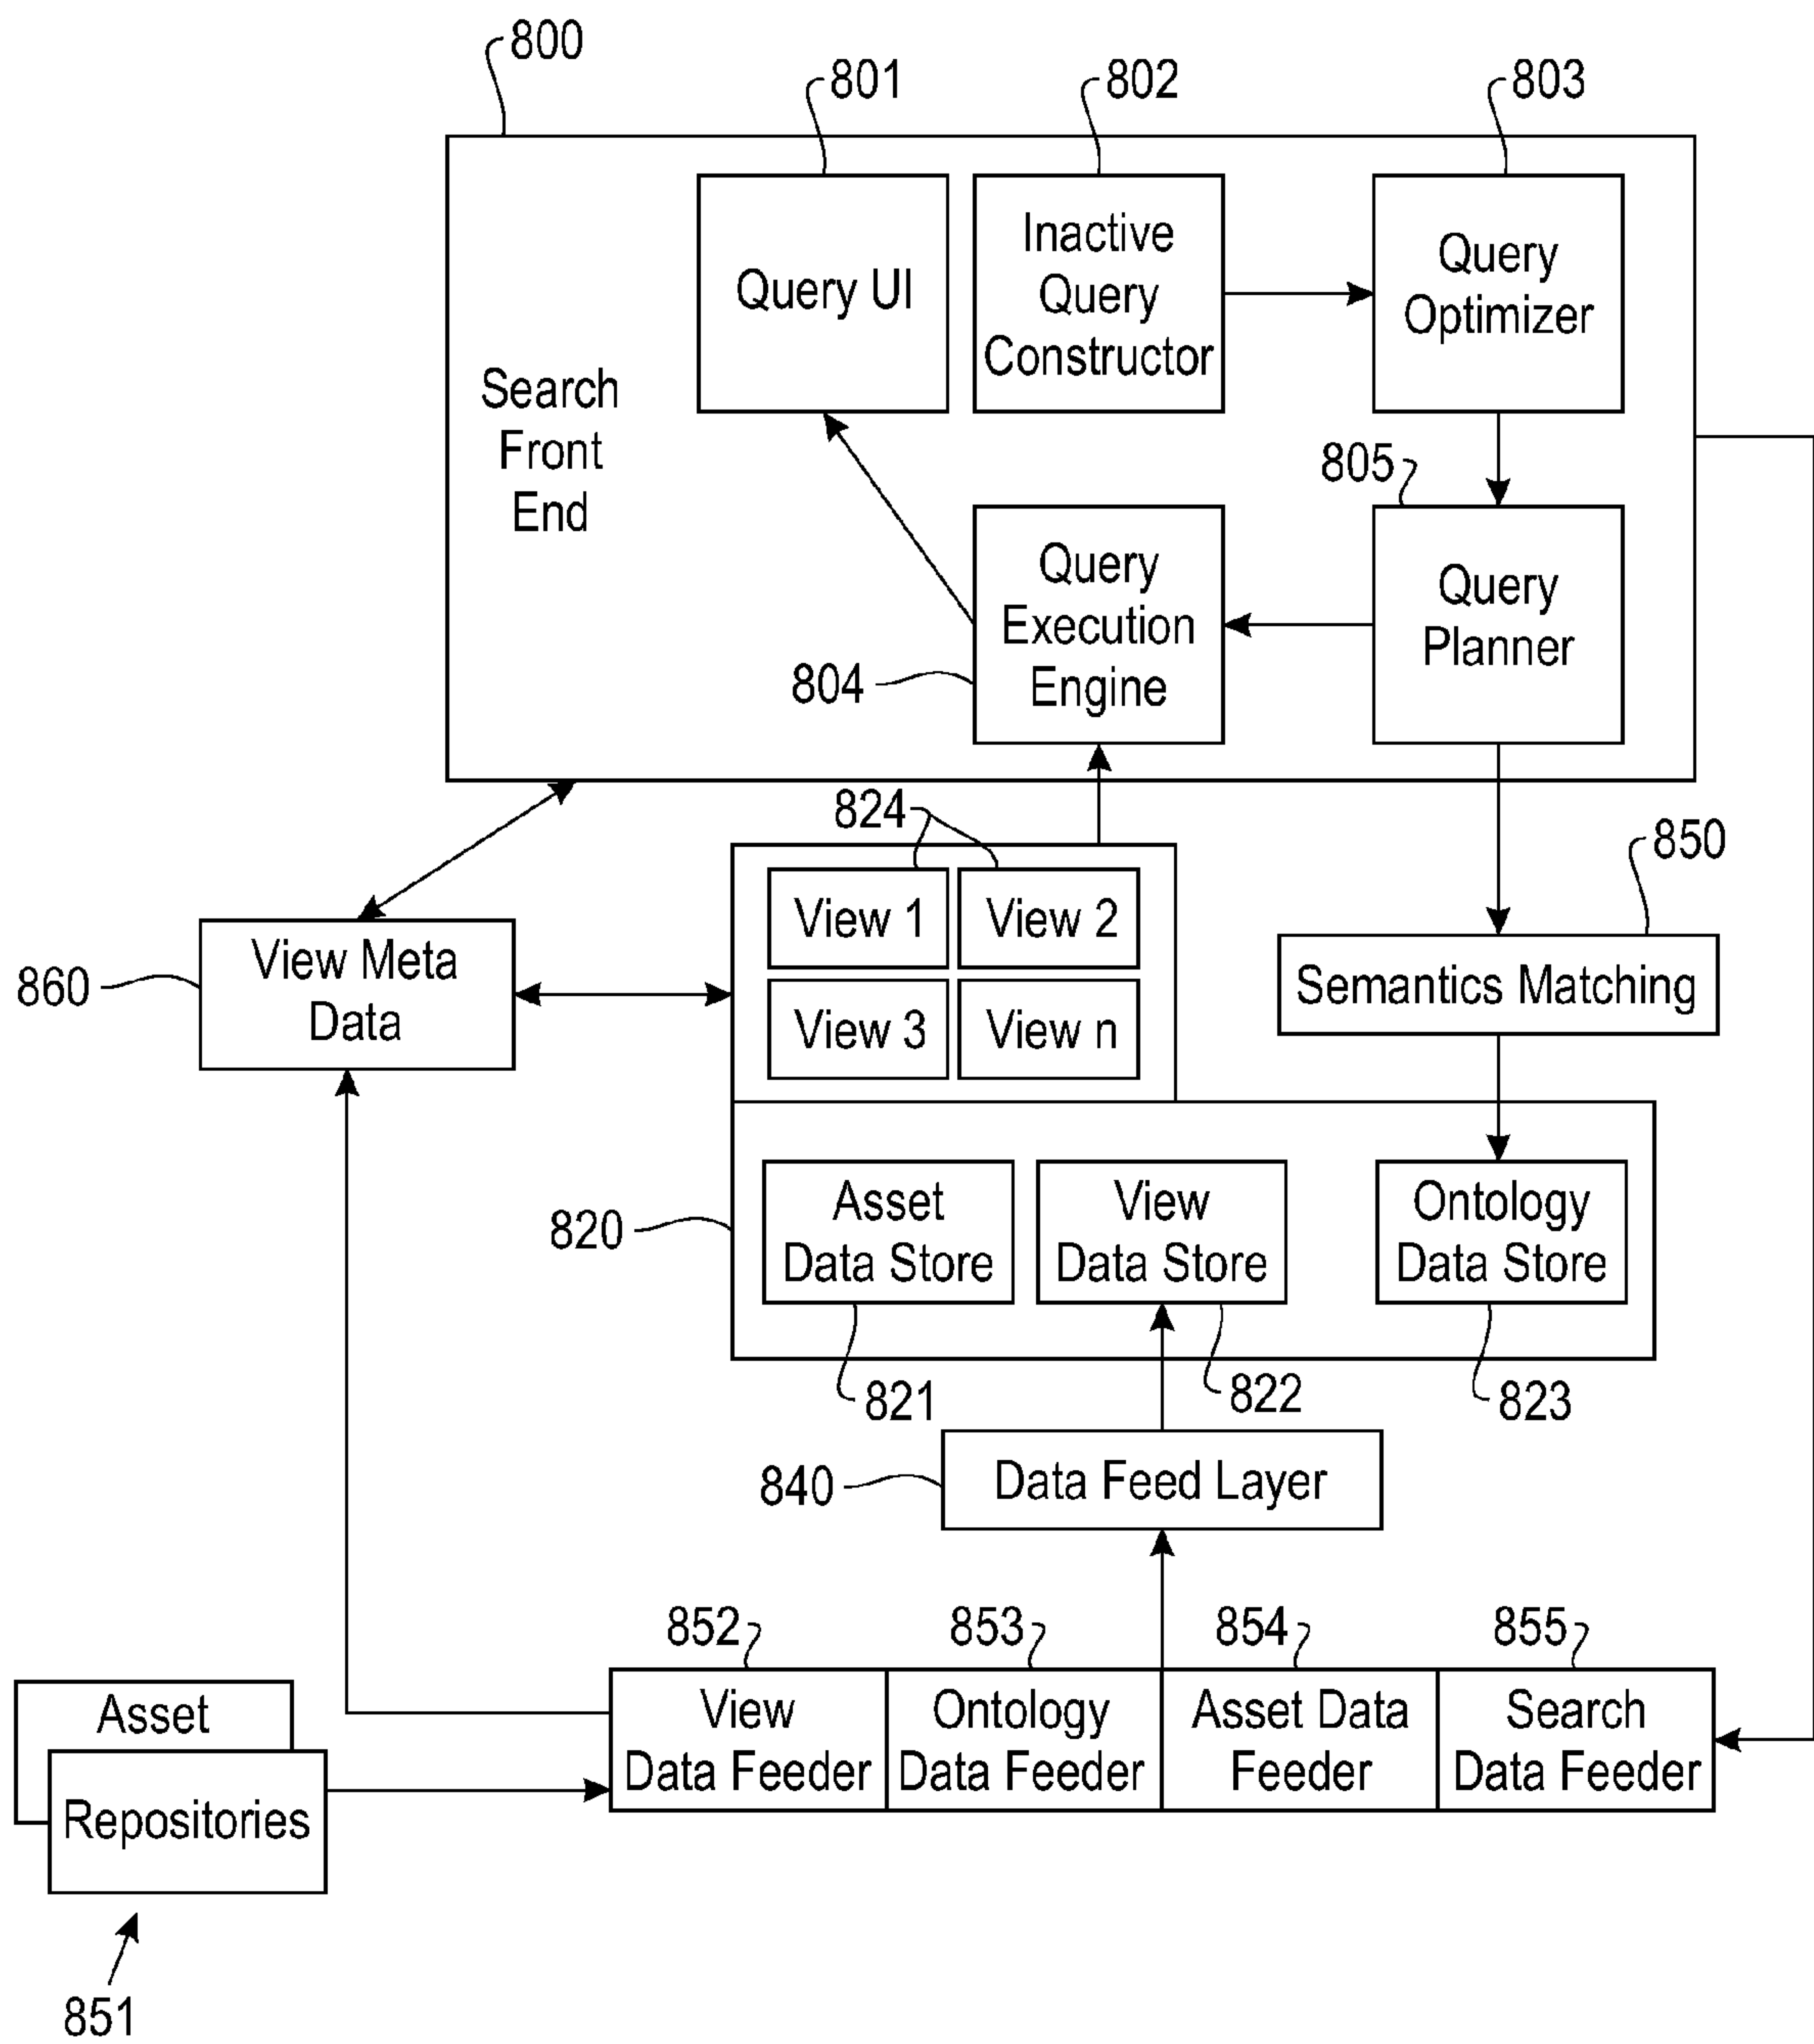 800
801
802
803
Query UI
Inactive
Query
Constructor
Query
Optimizer
Search
Front
End
805
Query
Execution
Engine
Query
Planner
804
824
850
View 1
View 2
View 3
View n
View Meta
Data
860
Semantics Matching
820
Asset
Data Store
View
Data Store
Ontology
Data Store
821
822
823
840
Data Feed Layer
852
853
854
855
View
Data Feeder
Ontology
Data Feeder
Asset Data
Feeder
Search
Data Feeder
Asset
Repositories
851